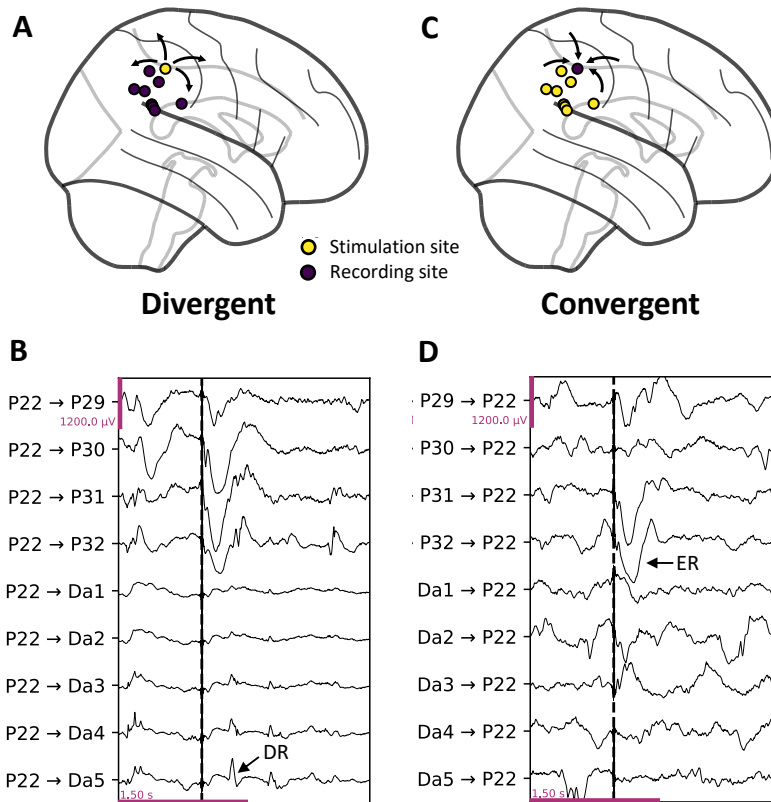 A
C
Stimulation site
Recording site
Divergent
Convergent
B
P22 → P29
1200.0 µV
P22 → P30
P22 → P31
P22 → P32
P22 → Da1
P22 → Da2
P22 → Da3
P22 → Da4
P22 → Da5
DR
1.50 s
D
P29 → P22
1200.0 µV
P30 → P22
P31 → P22
P32 → P22
ER
Da1 → P22
Da2 → P22
Da3 → P22
Da4 → P22
Da5 → P22
1.50 s